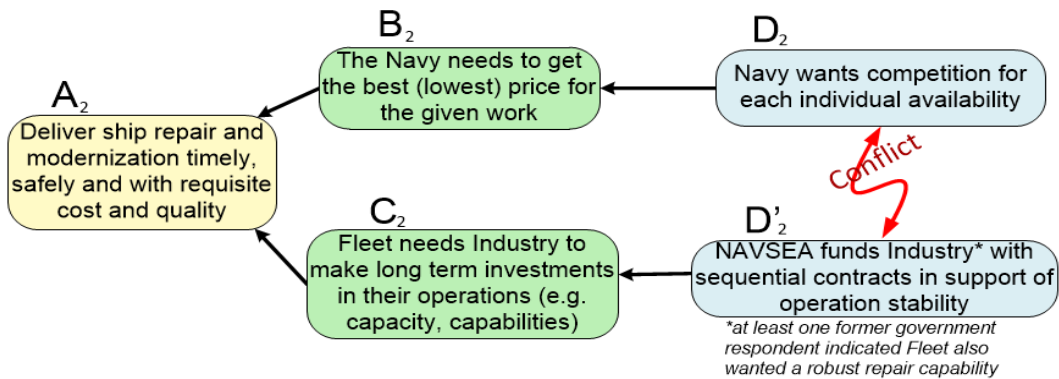 A2
Deliver ship repair and
modernization timely,
safely and with requisite
cost and quality
B2
The Navy needs to get
the best (lowest) price for
the given work
C2
Fleet needs Industry to
make long term investments
in their operations (e.g.
capacity, capabilities)
D2
Navy wants competition for
each individual availability
Conflict
D'2
NAVSEA funds Industry* with
sequential contracts in support of
operation stability
*at least one former government
respondent indicated Fleet also
wanted a robust repair capability